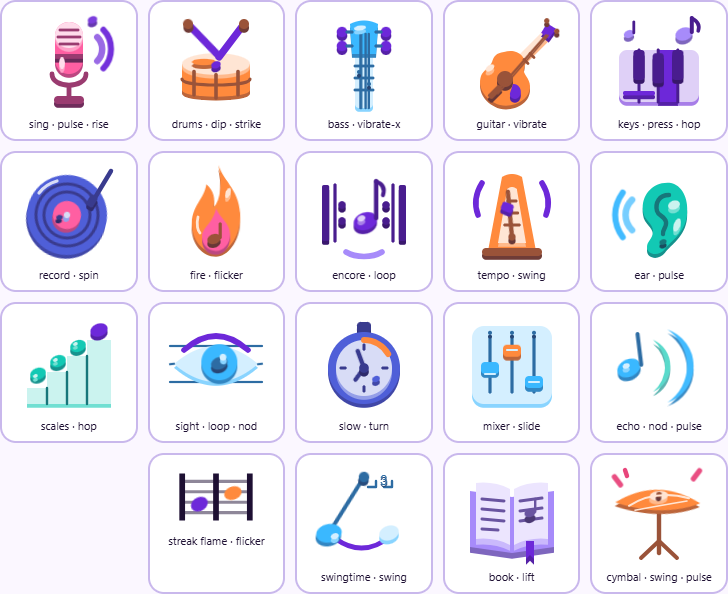 sing · pulse · rise
drums · dip · strike
bass · vibrate-x
guitar · vibrate
keys · press · hop
record · spin
fire · flicker
encore · loop
tempo · swing
ear · pulse
scales · hop
sight · loop · nod
slow · turn
mixer · slide
echo · nod · pulse
streak flame · flicker
swingtime · swing
book · lift
cymbal · swing · pulse